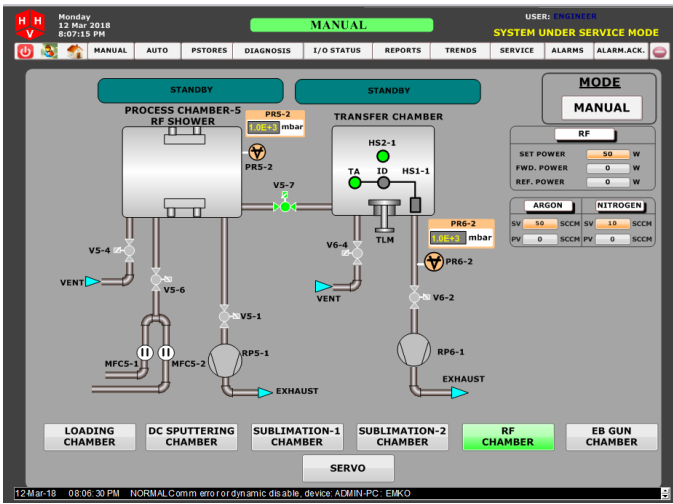 H H
V
Monday
12 Mar 2018
8:07:15 PM
MANUAL
USER: ENGINEER
SYSTEM UNDER SERVICE MODE
MANUAL AUTO PSTORES DIAGNOSIS I/O STATUS REPORTS TRENDS SERVICE ALARMS ALARM.ACK.
STANDBY
STANDBY
MODE
MANUAL
PROCESS CHAMBER-5
RF SHOWER
PR5-2
1.0E+3 mbar
PR5-2
TRANSFER CHAMBER
HS2-1
TA ID HS1-1
TLM
RF
SET POWER 50 W
FWD. POWER 0 W
REF. POWER 0 W
ARGON NITROGEN
SV 50 SCCM SV 10 SCCM
PV 0 SCCM PV 0 SCCM
V5-7
PR6-2
1.0E+3 mbar
PR6-2
V5-4
VENT
V5-6
V6-4
VENT
V6-2
V5-1
MFC5-1 MFC5-2
RP5-1
EXHAUST
RP6-1
EXHAUST
LOADING
CHAMBER
DC SPUTTERING
CHAMBER
SUBLIMATION-1
CHAMBER
SUBLIMATION-2
CHAMBER
RF
CHAMBER
EB GUN
CHAMBER
SERVO
12-Mar-18 08:06:30 PM NORMAL Comm error or dynamic disable, device: ADMIN-PC : EMKO